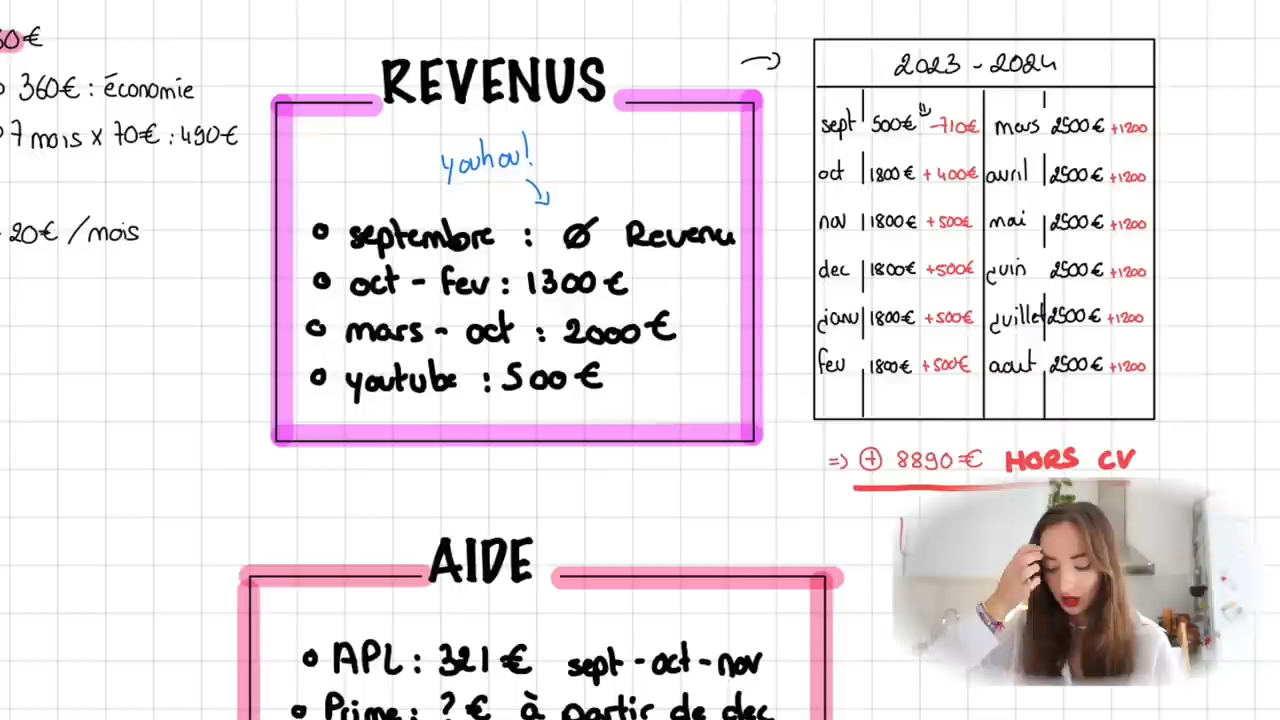 60€
360€ : économie
7 mois x 70€ : 490€
20€ / mois
REVENUS
youhou!
septembre : Ø Revenu
oct - fev : 1300 €
mars - oct : 2000 €
youtube : 500 €
2023 - 2024
sept 500€ -710€ mars 2500€ +1200
oct 1800€ + 400€ avril 2500€ +1200
nov 1800€ +500€ mai 2500€ +1200
dec 1800€ +500€ juin 2500€ +1200
janv 1800€ +500€ juillet 2500€ +1200
fev 1800€ +500€ aout 2500€ +1200
=> + 8890€ HORS CV
AIDE
APL : 321 € sept - oct - nov
Prime : ? € à partir de dec